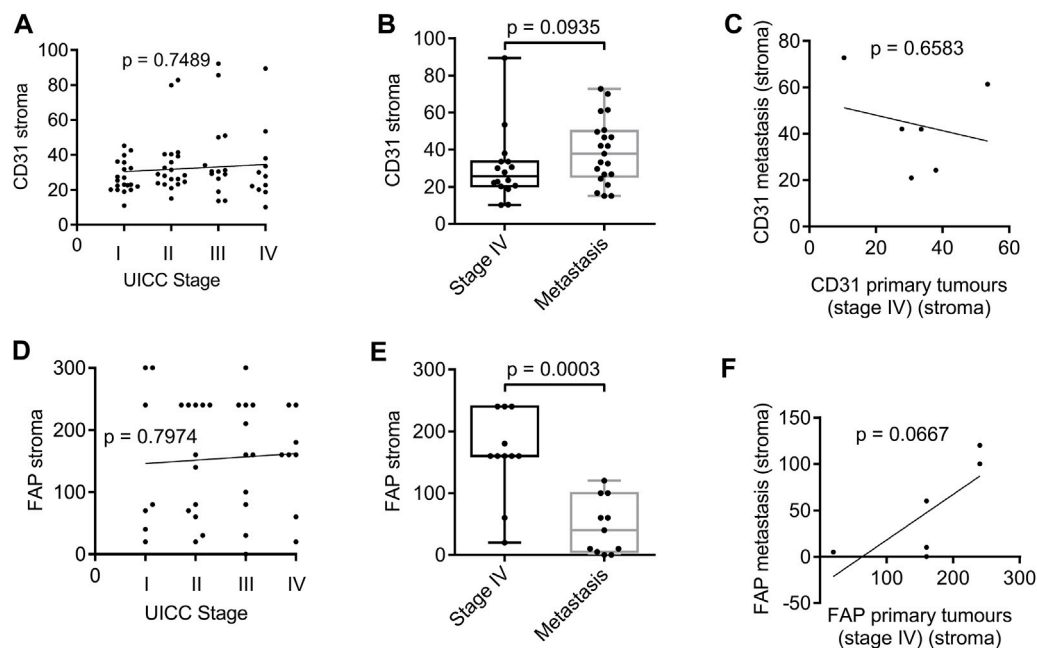 A
p = 0.7489
CD31 stroma
100
80
60
40
20
0
0
I II III IV
UICC Stage
B
p = 0.0935
CD31 stroma
100
80
60
40
20
0
Stage IV
Metastasis
C
p = 0.6583
CD31 metastasis (stroma)
80
60
40
20
0
0 20 40 60
CD31 primary tumours
(stage IV) (stroma)
D
p = 0.7974
FAP stroma
300
200
100
0
0
I II III IV
UICC Stage
E
p = 0.0003
FAP stroma
300
200
100
0
Stage IV
Metastasis
F
p = 0.0667
FAP metastasis (stroma)
150
100
50
0
-50
100 200 300
FAP primary tumours
(stage IV) (stroma)